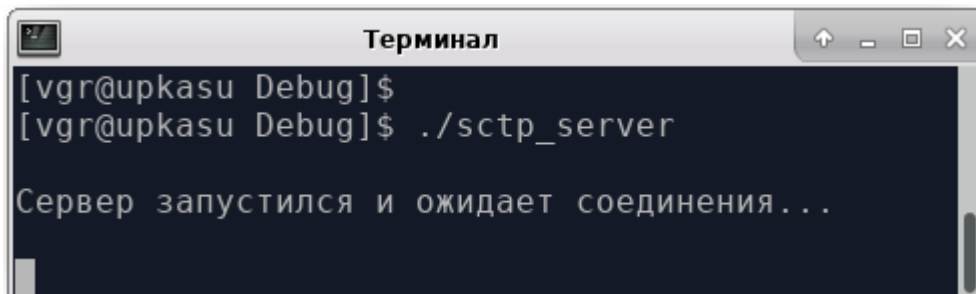 Терминал
[vgr@upkasu Debug]$
[vgr@upkasu Debug]$ ./sctp_server
Сервер запустился и ожидает соединения...